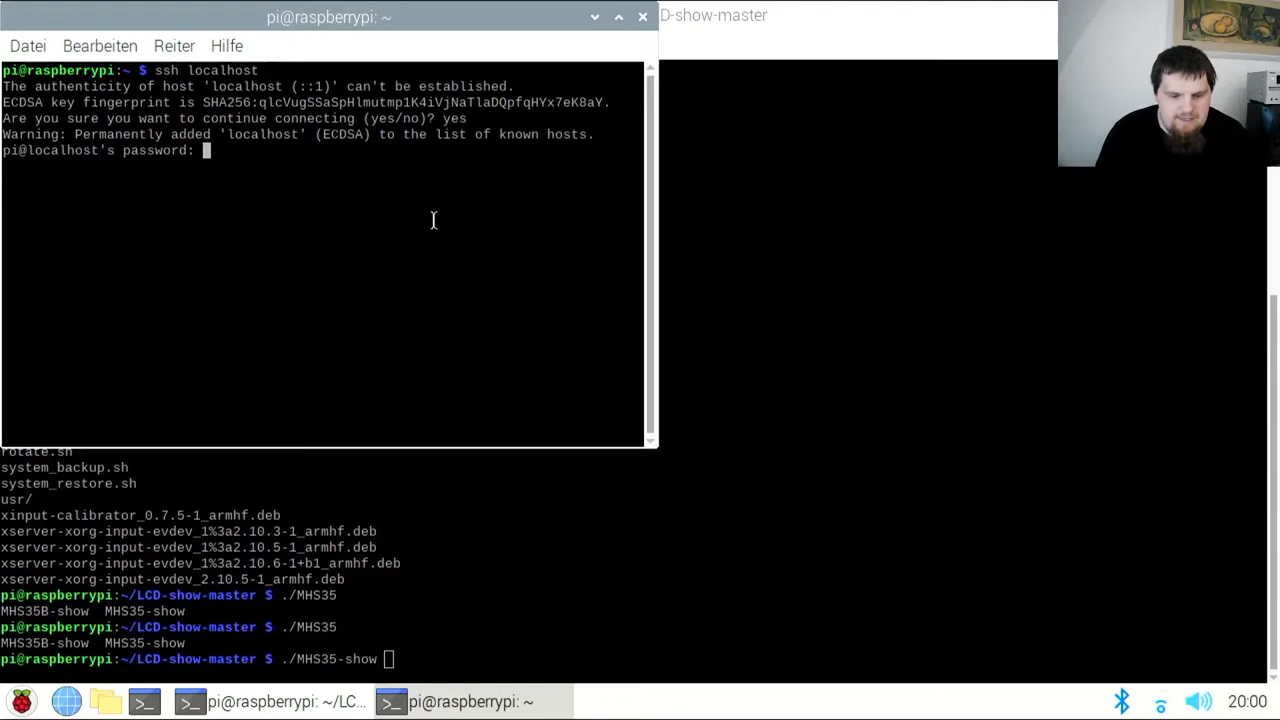 pi@raspberrypi: ~
D-show-master
Datei Bearbeiten Reiter Hilfe
pi@raspberrypi:~ $ ssh localhost
The authenticity of host 'localhost (::1)' can't be established.
ECDSA key fingerprint is SHA256:qlcVugSSaSpHlmutmp1K4iVjNaTlaDQpfqHYx7eK8aY.
Are you sure you want to continue connecting (yes/no)? yes
Warning: Permanently added 'localhost' (ECDSA) to the list of known hosts.
pi@localhost's password:
rotate.sh
system_backup.sh
system_restore.sh
usr/
xinput-calibrator_0.7.5-1_armhf.deb
xserver-xorg-input-evdev_1%3a2.10.3-1_armhf.deb
xserver-xorg-input-evdev_1%3a2.10.5-1_armhf.deb
xserver-xorg-input-evdev_1%3a2.10.6-1+b1_armhf.deb
xserver-xorg-input-evdev_2.10.5-1_armhf.deb
pi@raspberrypi:~/LCD-show-master $ ./MHS35
MHS35B-show MHS35-show
pi@raspberrypi:~/LCD-show-master $ ./MHS35
MHS35B-show MHS35-show
pi@raspberrypi:~/LCD-show-master $ ./MHS35-show
pi@raspberrypi: ~/LC... pi@raspberrypi: ~ 20:00